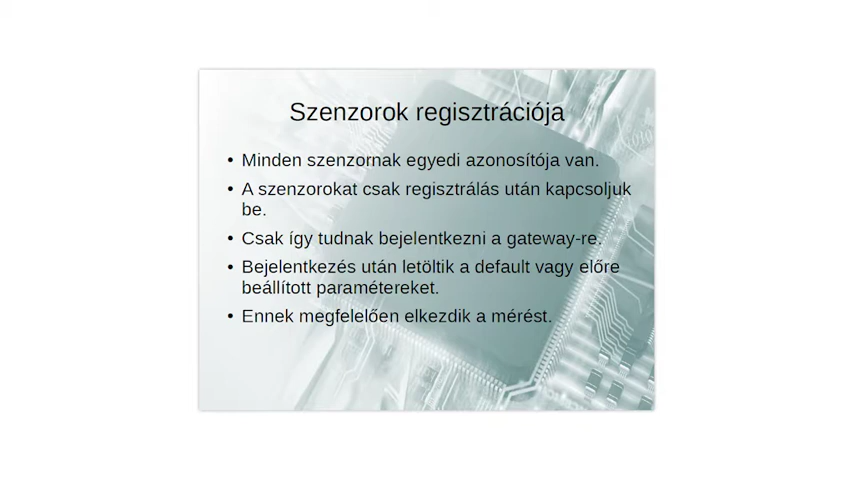 Szenzorok regisztrációja
• Minden szenzornak egyedi azonosítója van.
• A szenzorokat csak regisztrálás után kapcsoljuk
be.
• Csak így tudnak bejelentkezni a gateway-re.
• Bejelentkezés után letöltik a default vagy előre
beállított paramétereket.
• Ennek megfelelően elkezdik a mérést.